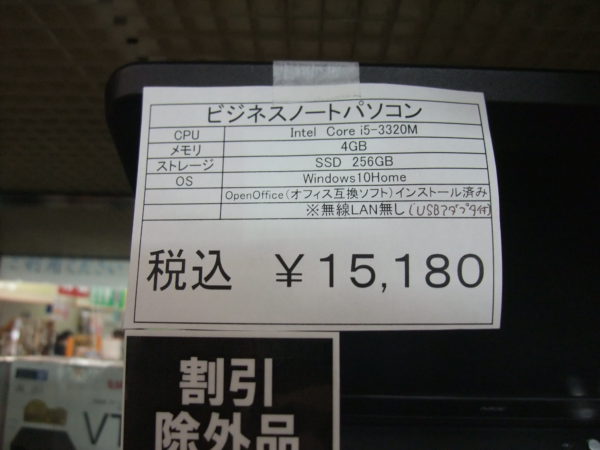 ビジネスノートパソコン
CPU Intel Core i5-3320M
メモリ 4GB
ストレージ SSD 256GB
OS Windows10Home
OpenOffice(オフィス互換ソフト)インストール済み
※無線LAN無し(USBアダプタ付)
税込 ￥15,180
割引
除外品